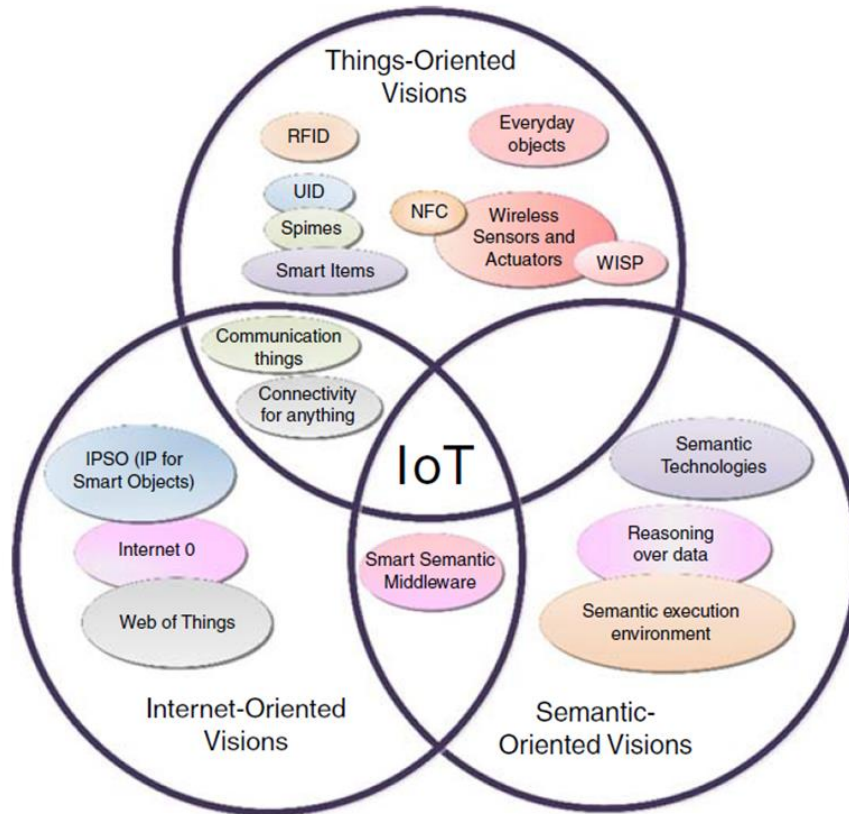 Things-Oriented
Visions
RFID
Everyday
objects
UID
NFC
Wireless
Sensors and
Actuators
Spimes
WISP
Smart Items
Communication
things
Connectivity
for anything
IoT
IPSO (IP for
Smart Objects)
Semantic
Technologies
Internet 0
Smart Semantic
Middleware
Reasoning
over data
Web of Things
Semantic execution
environment
Internet-Oriented
Visions
Semantic-
Oriented Visions